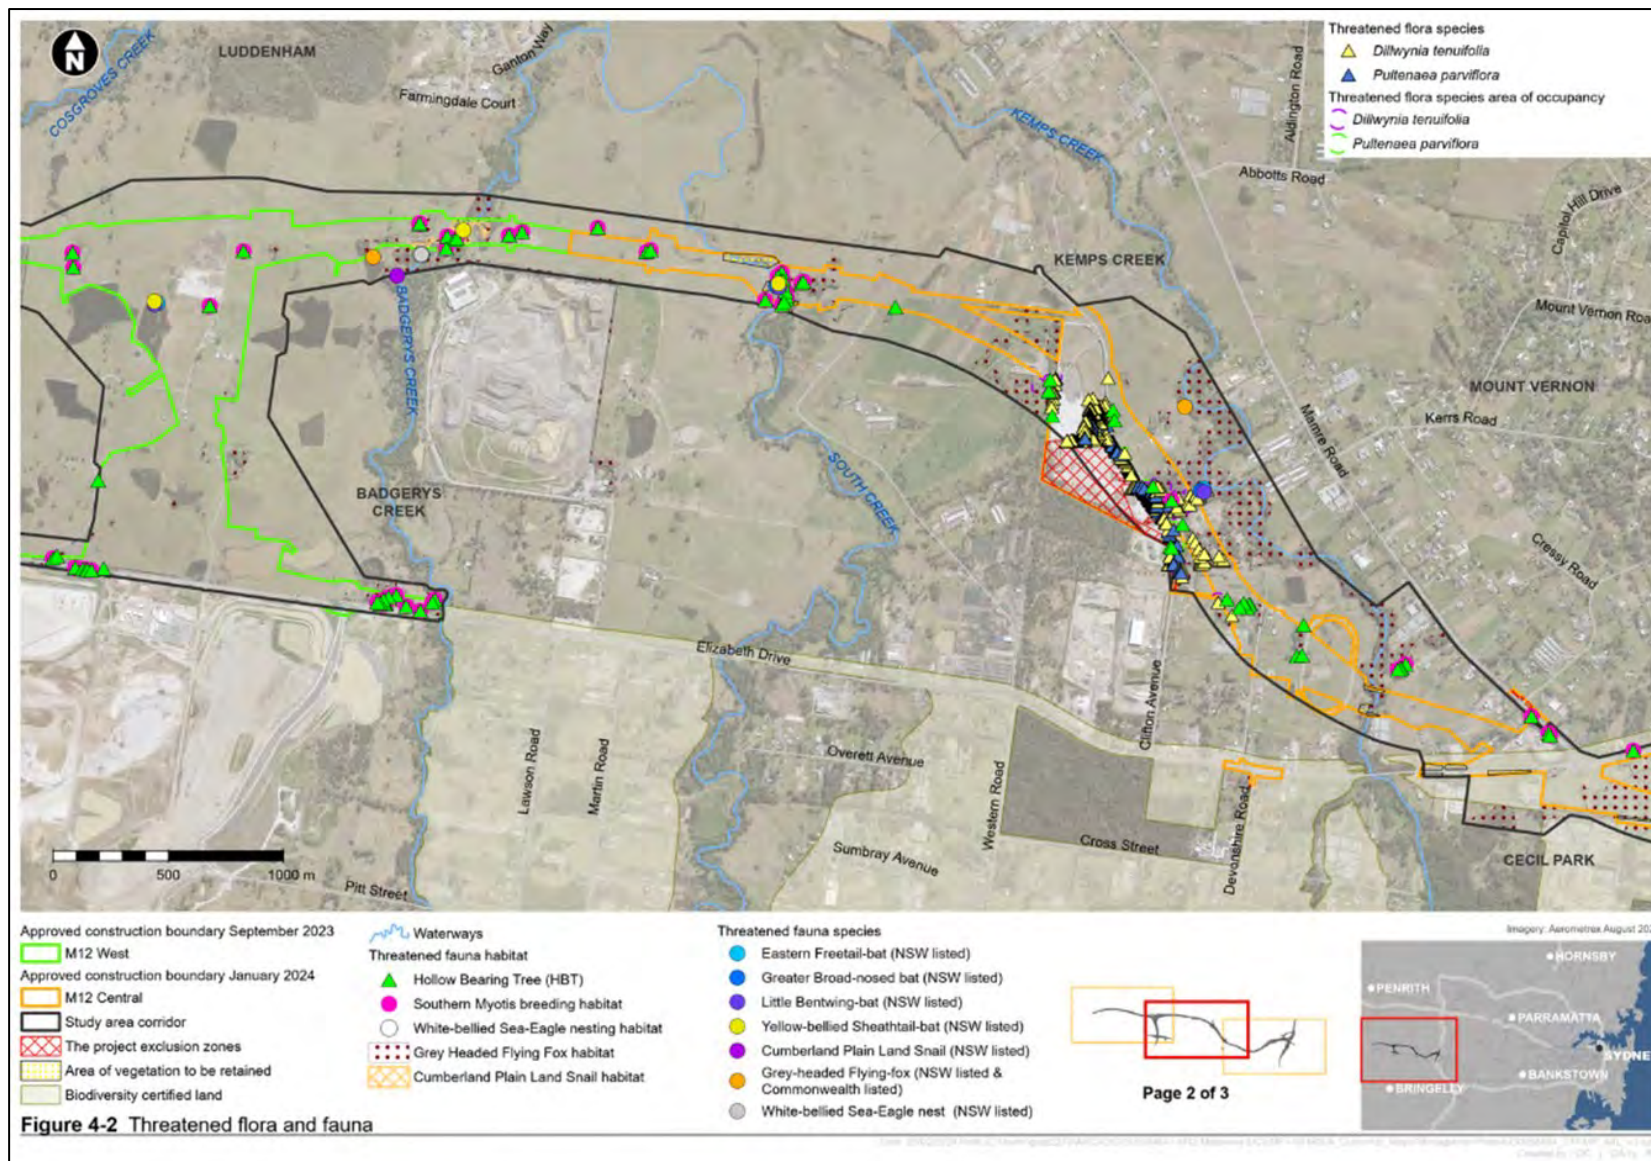 N
LUDDENHAM
COSGROVES CREEK
Ganton Way
Farmingdale Court
KEMPS CREEK
Aldington Road
Abbotts Road
Capitol Hill Drive
Threatened flora species
Dillwynia tenuifolia
Pultenaea parviflora
Threatened flora species area of occupancy
Dillwynia tenuifolia
Pultenaea parviflora
KEMPS CREEK
Mount Vernon Roa
MOUNT VERNON
Kerrs Road
Mamre Road
BADGERYS CREEK
SOUTH CREEK
BADGERYS
CREEK
Cressy Road
Elizabeth Drive
Clifton Avenue
Lawson Road
Martin Road
Overett Avenue
Western Road
Devonshire Road
Cross Street
Sumbray Avenue
CECIL PARK
Pitt Street
0 500 1000 m
Approved construction boundary September 2023
M12 West
Approved construction boundary January 2024
M12 Central
Study area corridor
The project exclusion zones
Area of vegetation to be retained
Biodiversity certified land
Waterways
Threatened fauna habitat
Hollow Bearing Tree (HBT)
Southern Myotis breeding habitat
White-bellied Sea-Eagle nesting habitat
Grey Headed Flying Fox habitat
Cumberland Plain Land Snail habitat
Threatened fauna species
Eastern Freetail-bat (NSW listed)
Greater Broad-nosed bat (NSW listed)
Little Bentwing-bat (NSW listed)
Yellow-bellied Sheathtail-bat (NSW listed)
Cumberland Plain Land Snail (NSW listed)
Grey-headed Flying-fox (NSW listed &
Commonwealth listed)
White-bellied Sea-Eagle nest (NSW listed)
Page 2 of 3
Imagery: Aerometrex August 202
HORNSBY
PENRITH
PARRAMATTA
SYDNE
BANKSTOWN
BRINGELLY
Figure 4-2 Threatened flora and fauna